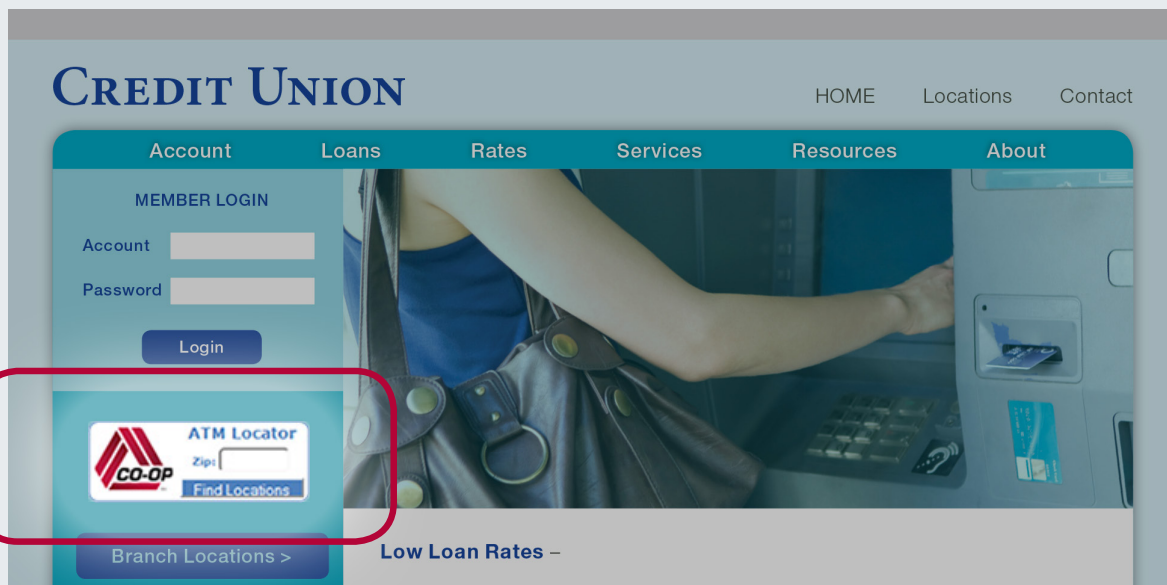 CREDIT UNION
HOME Locations Contact
Account Loans Rates Services Resources About
MEMBER LOGIN
Account
Password
Login
ATM Locator
CO-OP
Zip:
Find Locations
Branch Locations >
Low Loan Rates –